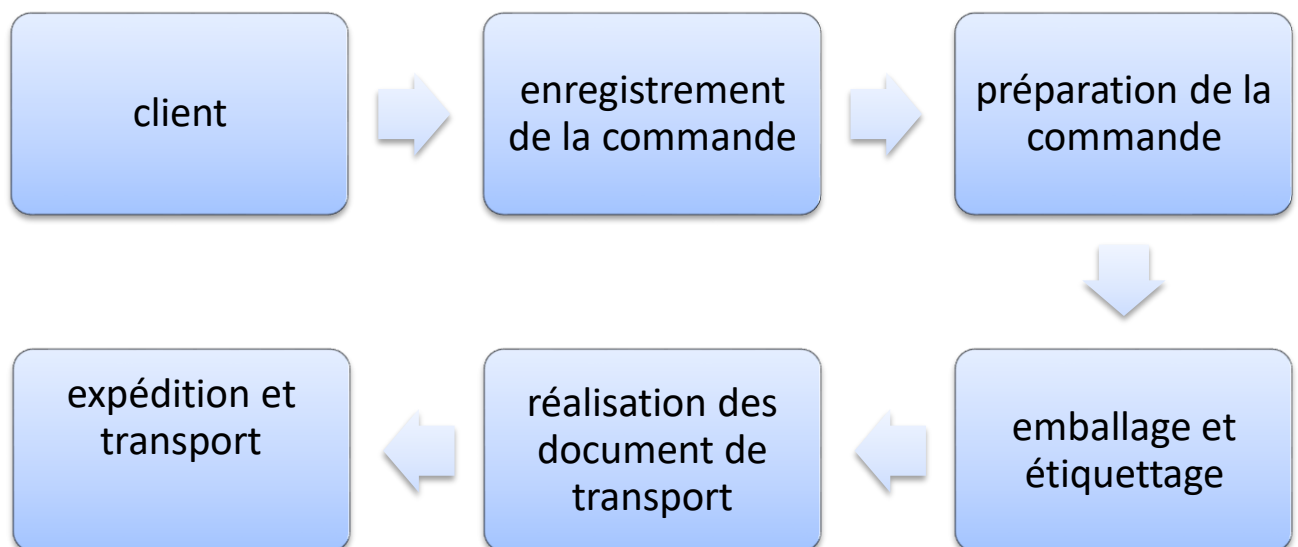 client
enregistrement
de la commande
préparation de la
commande
expédition et
transport
réalisation des
document de
transport
emballage et
étiquettage